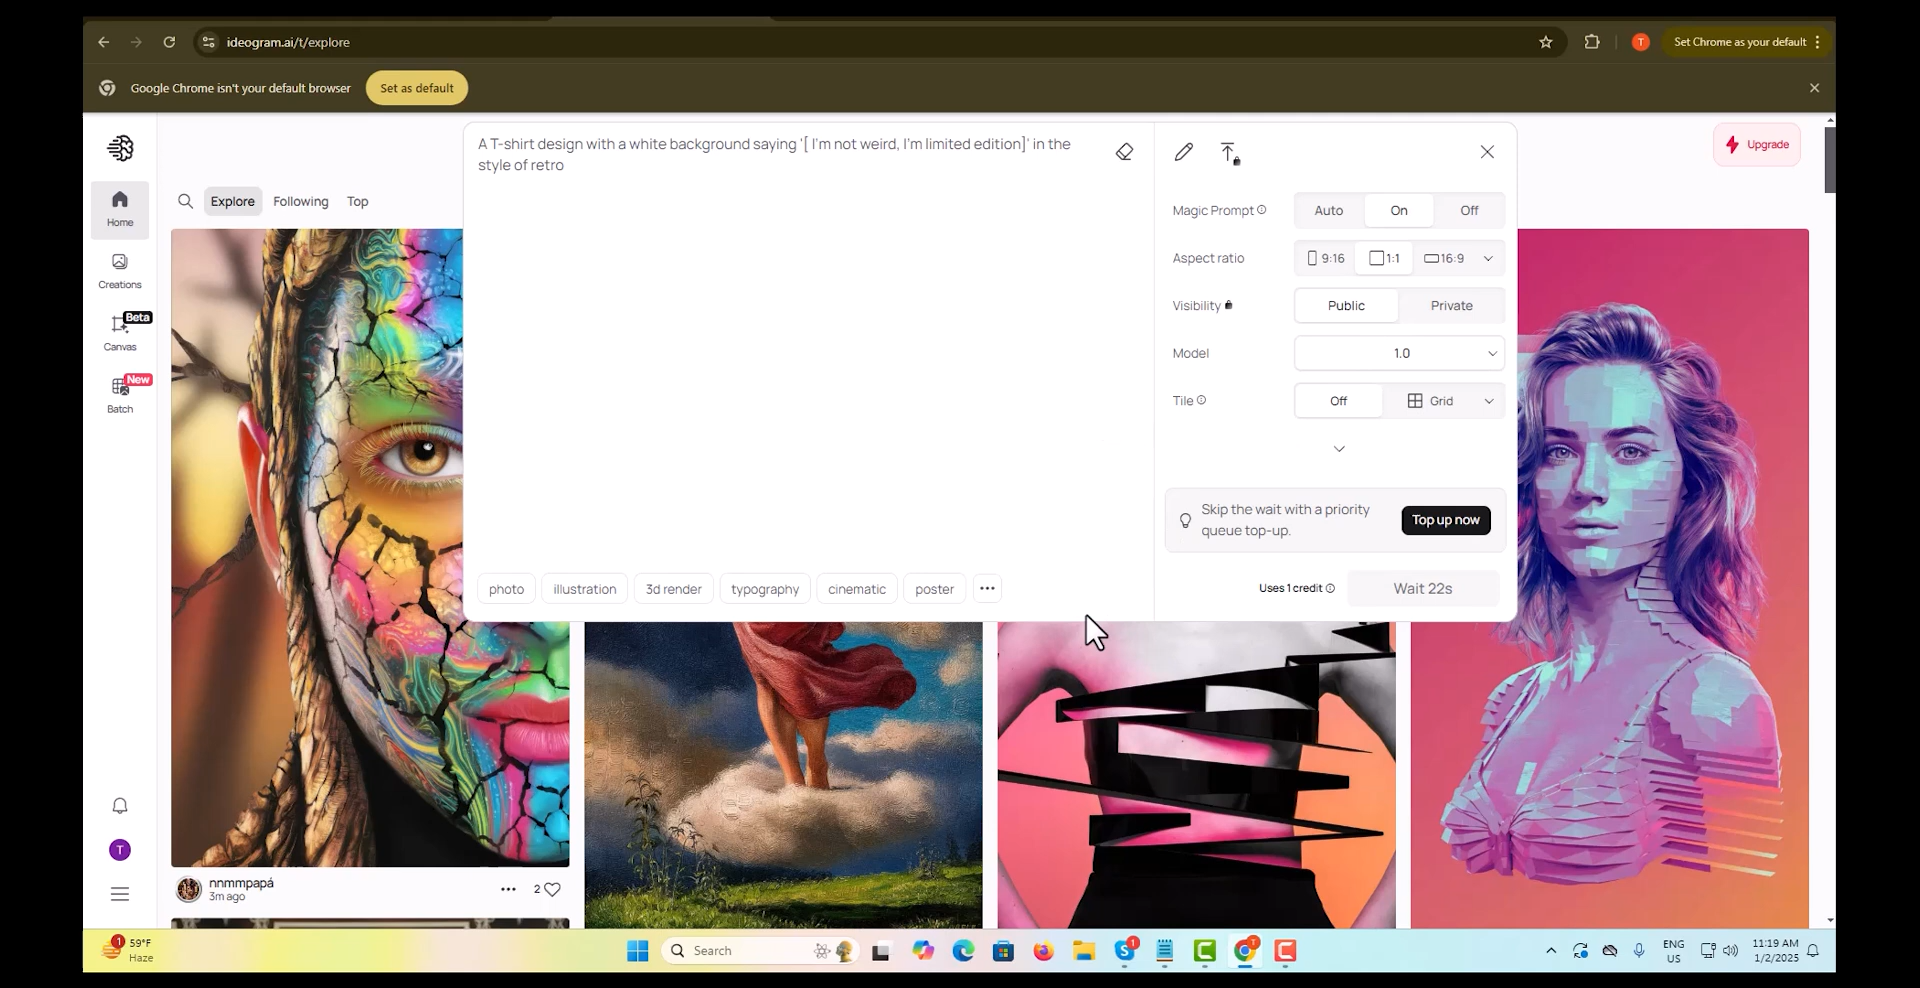 ideogram.ai/t/explore
T
Set Chrome as your default
Google Chrome isn't your default browser
Set as default
A T-shirt design with a white background saying '[ I'm not weird, I'm limited edition]' in the
style of retro
Upgrade
Explore
Following
Top
Home
Creations
Beta
Canvas
New
Batch
Magic Prompt
Auto
On
Off
Aspect ratio
9:16
1:1
16:9
Visibility
Public
Private
Model
1.0
Tile
Off
Grid
Skip the wait with a priority
queue top-up.
Top up now
photo
illustration
3d render
typography
cinematic
poster
Uses 1 credit
Wait 22s
T
nnmmpapá
3m ago
2
1
59°F
Haze
Search
1
T
ENG
US
11:19 AM
1/2/2025